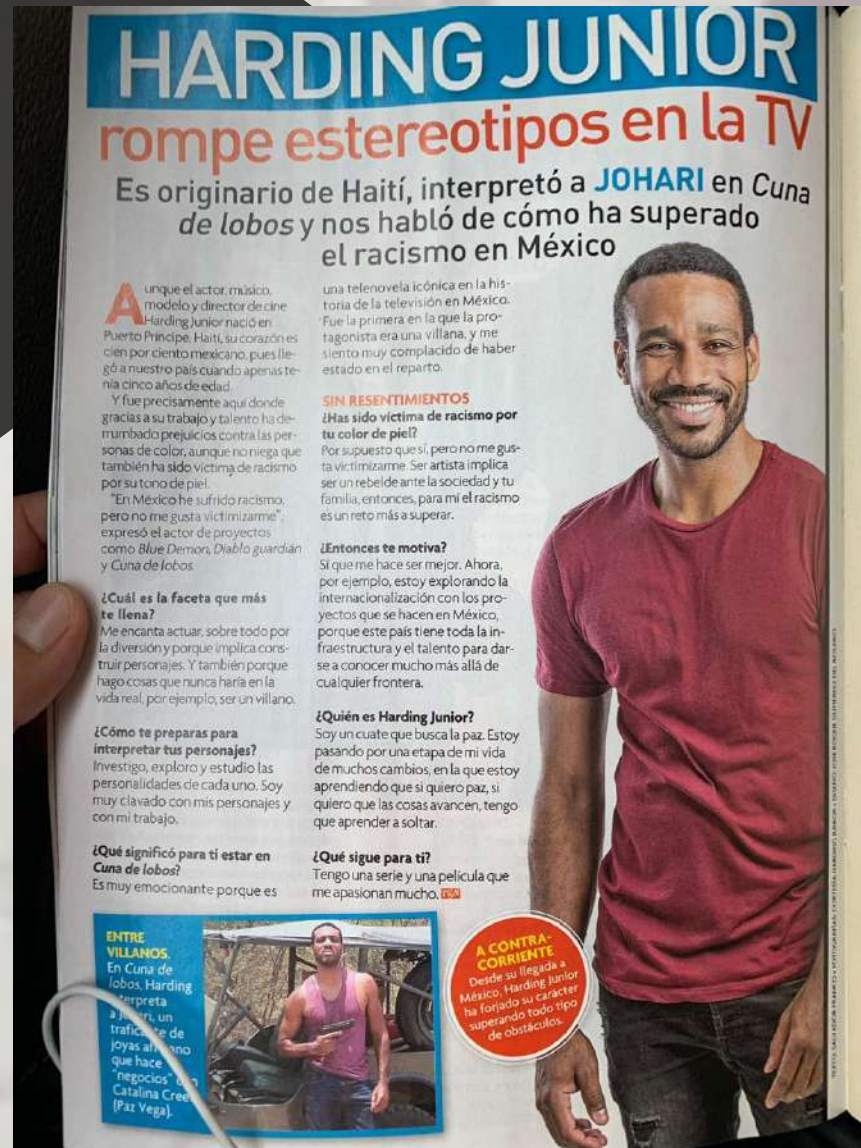 HARDING JUNIOR
rompe estereotipos en la TV
Es originario de Haití, interpretó a JOHARI en Cuna
de lobos y nos habló de cómo ha superado
el racismo en México
Aunque el actor, músico,
modelo y director de cine
Harding Junior nació en
Puerto Príncipe, Haití, su corazón es
cien por ciento mexicano, pues lle-
gó a nuestro país cuando apenas te-
nía cinco años de edad.
Y fue precisamente aquí donde
gracias a su trabajo y talento ha de-
rrumbado prejuicios contra las per-
sonas de color, aunque no niega que
también ha sido víctima de racismo
por su tono de piel.
"En México he sufrido racismo,
pero no me gusta victimizarme",
expresó el actor de proyectos
como Blue Demon, Diablo guardián
y Cuna de lobos.
¿Cuál es la faceta que más
te llena?
Me encanta actuar, sobre todo por
la diversión y porque implica cons-
truir personajes. Y también porque
hago cosas que nunca haría en la
vida real, por ejemplo, ser un villano.
¿Cómo te preparas para
interpretar tus personajes?
Investigo, exploro y estudio las
personalidades de cada uno. Soy
muy clavado con mis personajes y
con mi trabajo.
¿Qué significó para ti estar en
Cuna de lobos?
Es muy emocionante porque es
una telenovela icónica en la his-
toria de la televisión en México.
Fue la primera en la que la pro-
tagonista era una villana, y me
siento muy complacido de haber
estado en el reparto.
SIN RESENTIMIENTOS
¿Has sido víctima de racismo por
tu color de piel?
Por supuesto que sí, pero no me gus-
ta victimizarme. Ser artista implica
ser un rebelde ante la sociedad y tu
familia, entonces, para mí el racismo
es un reto más a superar.
¿Entonces te motiva?
Sí que me hace ser mejor. Ahora,
por ejemplo, estoy explorando la
internacionalización con los pro-
yectos que se hacen en México,
porque este país tiene toda la in-
fraestructura y el talento para dar-
se a conocer mucho más allá de
cualquier frontera.
¿Quién es Harding Junior?
Soy un cuate que busca la paz. Estoy
pasando por una etapa de mi vida
de muchos cambios, en la que estoy
aprendiendo que si quiero paz, si
quiero que las cosas avancen, tengo
que aprender a soltar.
¿Qué sigue para ti?
Tengo una serie y una película que
me apasionan mucho.
ENTRE
VILLANOS.
En Cuna de
lobos, Harding
a un
de
joyas
que hace
"negocios"
Catalina Cree
(Paz Vega).
A CONTRA-
CORRIENTE
Desde su llegada a
México, Harding Junior
ha forjado su carácter
superando todo tipo
de obstáculos.